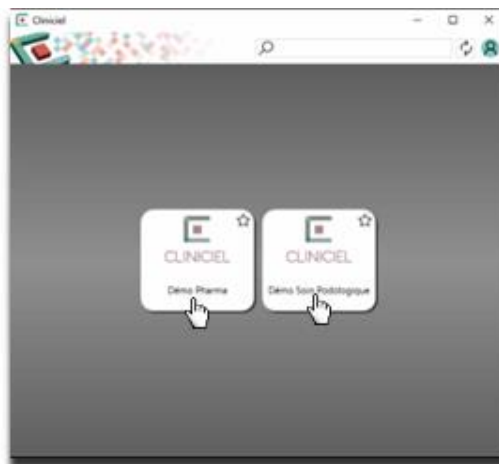 Cliniciel
CLINICIEL
Démo Pharma
CLINICIEL
Démo Soin Podologique